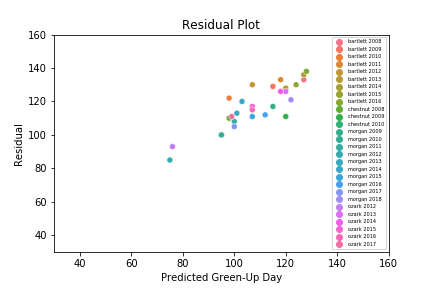 Residual Plot
160
140
120
100
80
60
40
Residual
40 60 80 100 120 140 160
Predicted Green-Up Day
bartlett 2008
bartlett 2009
bartlett 2010
bartlett 2011
bartlett 2012
bartlett 2013
bartlett 2014
bartlett 2015
bartlett 2016
chestnut 2008
chestnut 2009
chestnut 2010
morgan 2009
morgan 2010
morgan 2011
morgan 2012
morgan 2013
morgan 2014
morgan 2015
morgan 2016
morgan 2017
morgan 2018
ozark 2012
ozark 2013
ozark 2014
ozark 2015
ozark 2016
ozark 2017